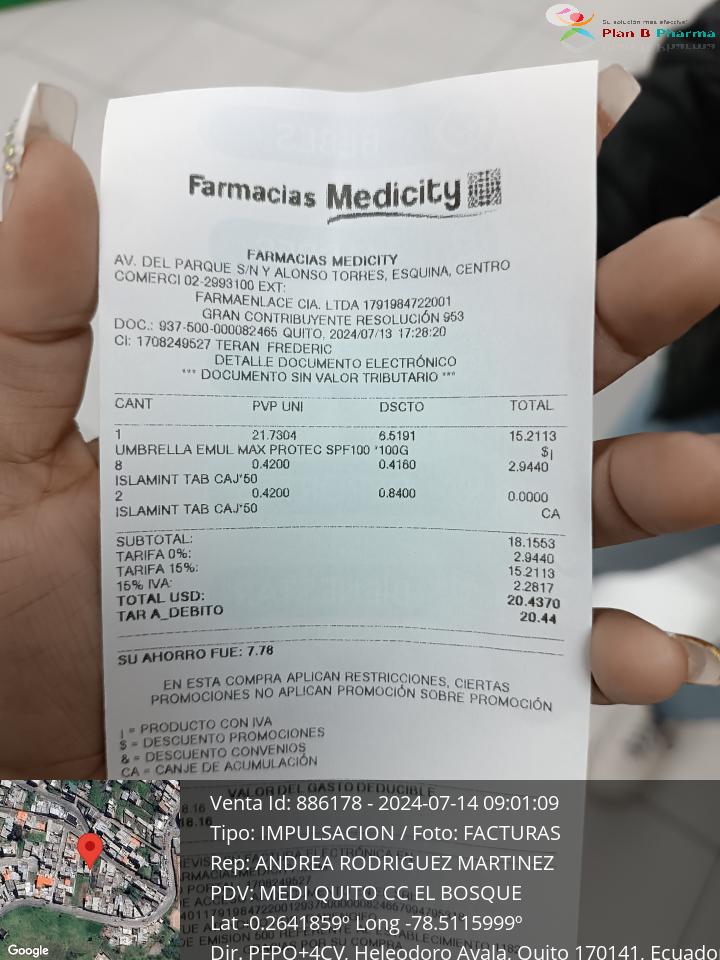 Su solución más efectiva!
Plan B Pharma
Farmacias Medicity
FARMACIAS MEDICITY
AV. DEL PARQUE S/N Y ALONSO TORRES, ESQUINA, CENTRO
COMERCI 02-2993100 EXT:
FARMAENLACE CIA. LTDA 1791984722001
GRAN CONTRIBUYENTE RESOLUCIÓN 953
DOC.: 937-500-000082465 QUITO, 2024/07/13 17:28:20
CI: 1708249527 TERAN FREDERIC
DETALLE DOCUMENTO ELECTRÓNICO
*** DOCUMENTO SIN VALOR TRIBUTARIO ***
CANT PVP UNI DSCTO TOTAL
1 21.7304 6.5191 15.2113
UMBRELLA EMUL MAX PROTEC SPF100 *100G $|
8 0.4200 0.4160 2.9440
ISLAMINT TAB CAJ*50
2 0.4200 0.8400 0.0000
ISLAMINT TAB CAJ*50 CA
SUBTOTAL: 18.1553
TARIFA 0%: 2.9440
TARIFA 15%: 15.2113
15% IVA: 2.2817
TOTAL USD: 20.4370
TAR A_DEBITO 20.44
SU AHORRO FUE: 7.78
EN ESTA COMPRA APLICAN RESTRICCIONES, CIERTAS
PROMOCIONES NO APLICAN PROMOCIÓN SOBRE PROMOCIÓN
| = PRODUCTO CON IVA
$ = DESCUENTO PROMOCIONES
& = DESCUENTO CONVENIOS
CA = CANJE DE ACUMULACIÓN
VALOR DEL GASTO DEDUCIBLE
8.16
18.16
Venta Id: 886178 - 2024-07-14 09:01:09
Tipo: IMPULSACION / Foto: FACTURAS
Rep: ANDREA RODRIGUEZ MARTINEZ
PDV: MEDI QUITO CC EL BOSQUE
Lat -0.2641859º Long -78.5115999º
Dir. PFPQ+4CV, Heleodoro Ayala, Quito 170141, Ecuado
Google